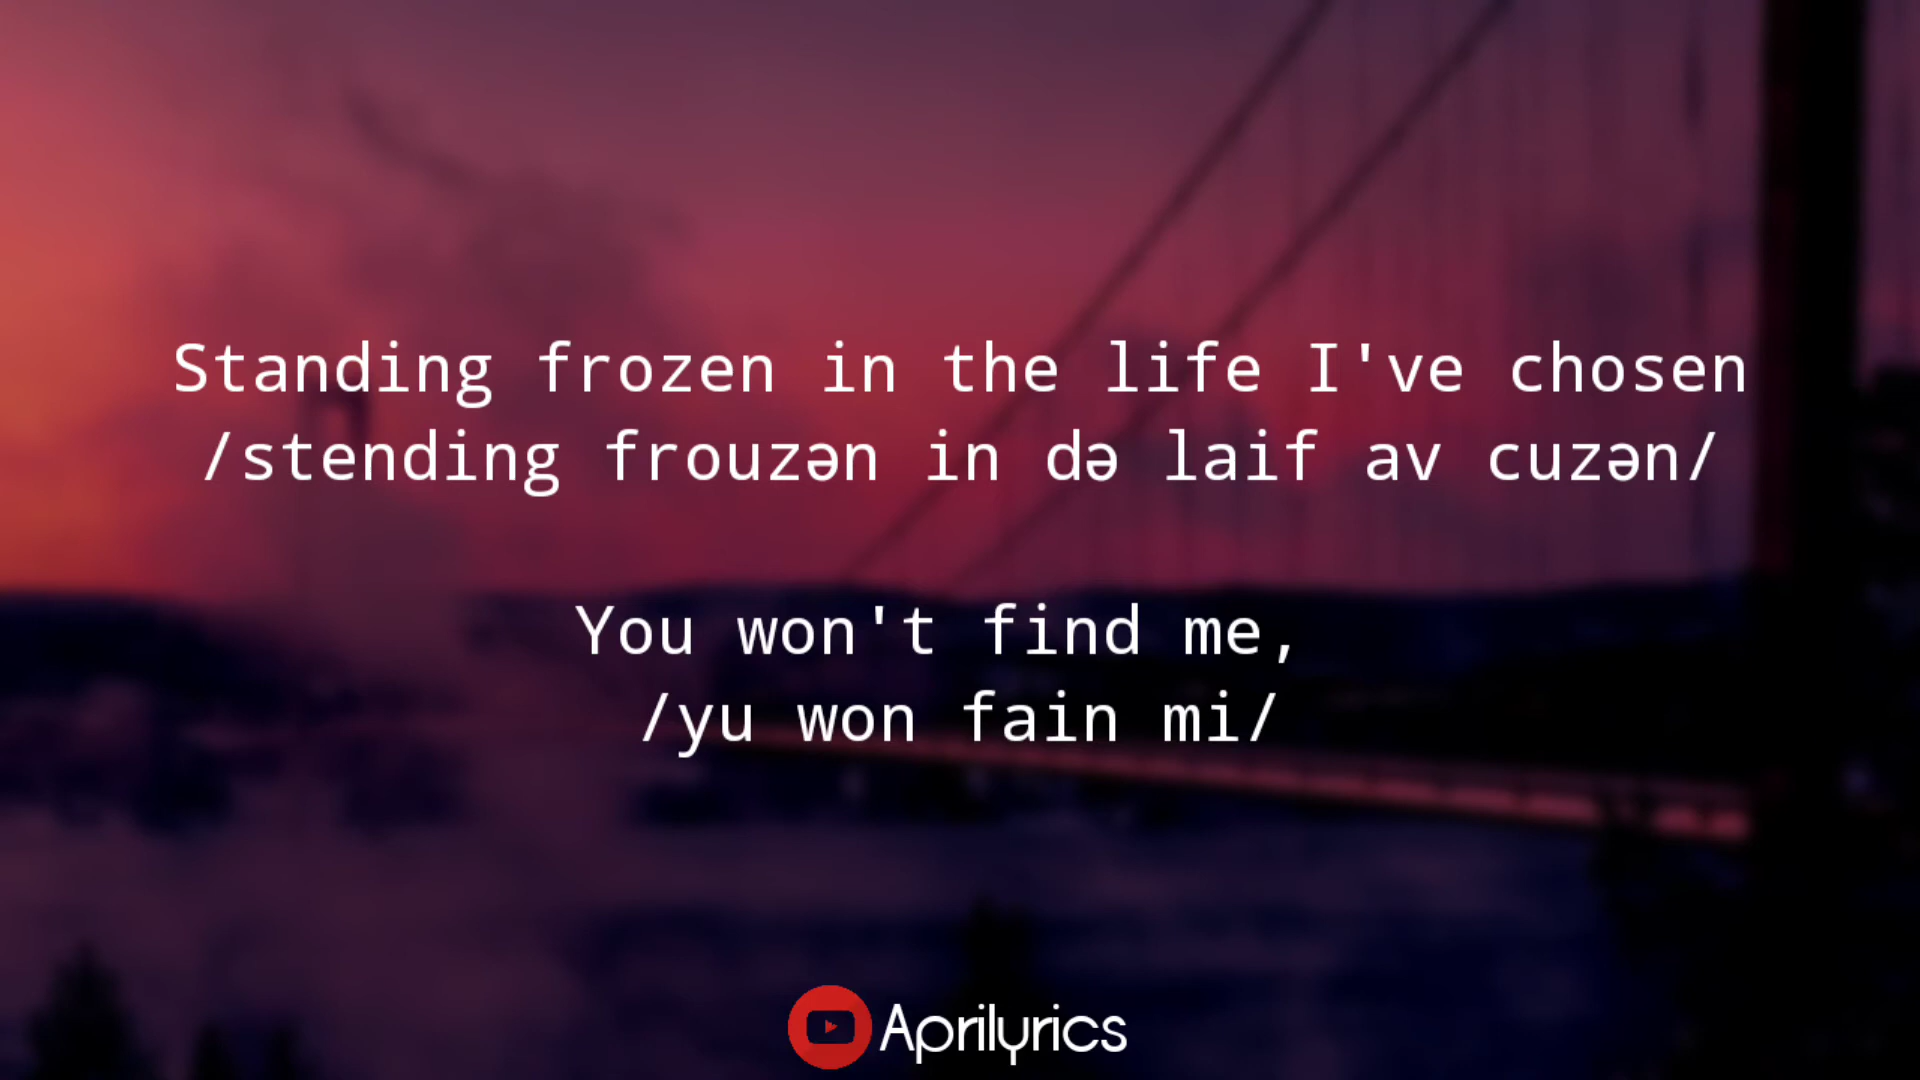 Standing frozen in the life I've chosen
/stending frouzən in də laif av cuzən/
You won't find me,
/yu won fain mi/
Aprilyrics